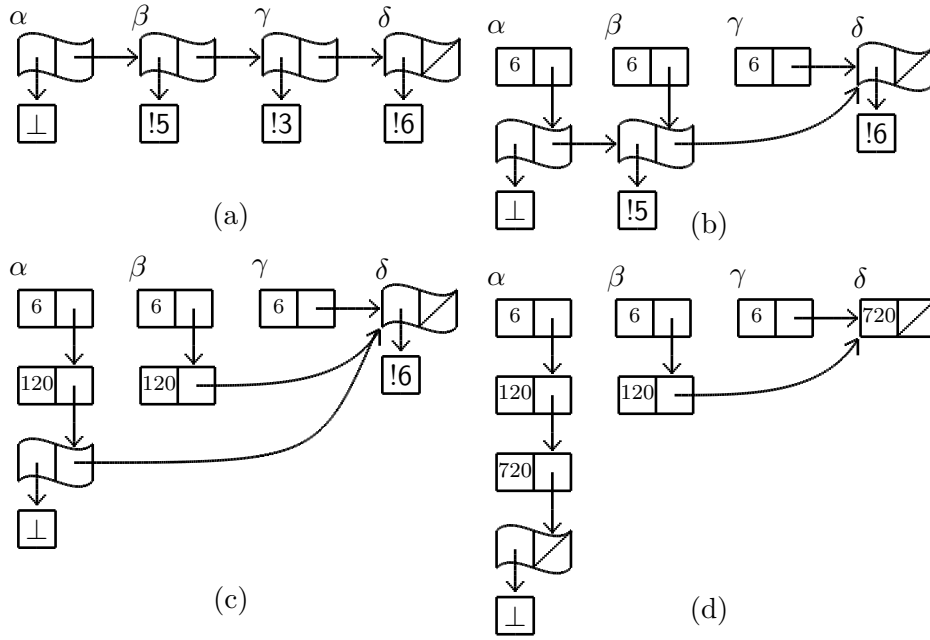 α β γ δ
⊥ !5 !3 !6
(a)
α β γ δ
6 6 6
!6
⊥ !5
(b)
α β γ δ
6 6 6
120 120 !6
⊥
(c)
α β γ δ
6 6 6 720
120 120
720
⊥
(d)